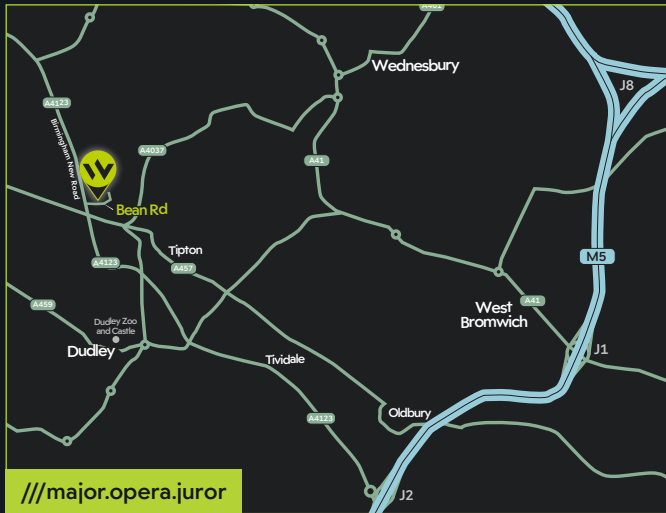 A461
Wednesbury
J8
A4123
Birmingham New Road
A4037
A41
Bean Rd
M5
Tipton
A4123
A457
A459
Dudley Zoo
and Castle
Dudley
West
Bromwich
A41
J1
Tividale
A4123
Oldbury
J2
///major.opera.juror